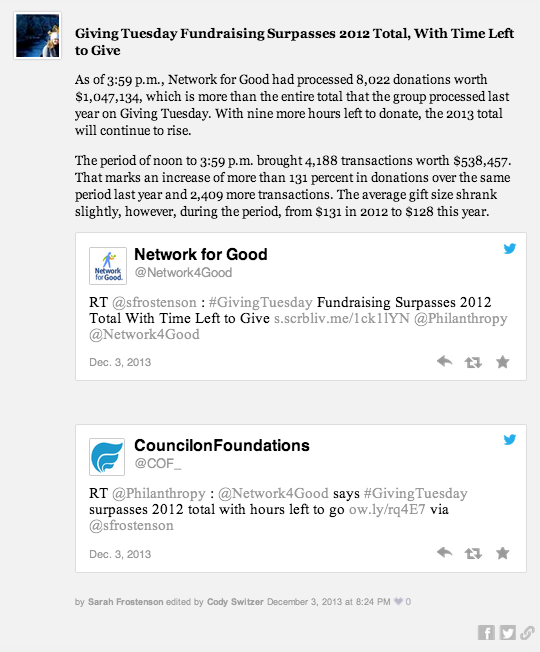 Giving Tuesday Fundraising Surpasses 2012 Total, With Time Left
to Give
As of 3:59 p.m., Network for Good had processed 8,022 donations worth
$1,047,134, which is more than the entire total that the group processed last
year on Giving Tuesday. With nine more hours left to donate, the 2013 total
will continue to rise.
The period of noon to 3:59 p.m. brought 4,188 transactions worth $538,457.
That marks an increase of more than 131 percent in donations over the same
period last year and 2,409 more transactions. The average gift size shrank
slightly, however, during the period, from $131 in 2012 to $128 this year.
Network
for Good.
Network for Good
@Network4Good
RT @sfrostenson : #GivingTuesday Fundraising Surpasses 2012
Total With Time Left to Give s.scrbliv.me/1ck1lYN @Philanthropy
@Network4Good
Dec. 3, 2013
CouncilonFoundations
@COF_
RT @Philanthropy : @Network4Good says #GivingTuesday
surpasses 2012 total with hours left to go ow.ly/rq4E7 via
@sfrostenson
Dec. 3, 2013
by Sarah Frostenson edited by Cody Switzer December 3, 2013 at 8:24 PM 0